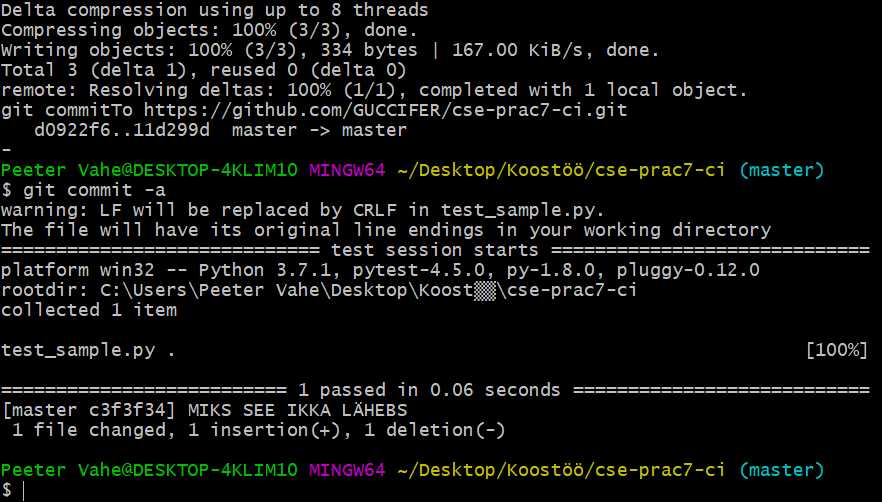 Delta compression using up to 8 threads
Compressing objects: 100% (3/3), done.
Writing objects: 100% (3/3), 334 bytes | 167.00 KiB/s, done.
Total 3 (delta 1), reused 0 (delta 0)
remote: Resolving deltas: 100% (1/1), completed with 1 local object.
git commitTo https://github.com/GUCCIFER/cse-prac7-ci.git
   d0922f6..11d299d  master -> master
-
Peeter Vahe@DESKTOP-4KLIM10 MINGW64 ~/Desktop/Koostöö/cse-prac7-ci (master)
$ git commit -a
warning: LF will be replaced by CRLF in test_sample.py.
The file will have its original line endings in your working directory
============================= test session starts =============================
platform win32 -- Python 3.7.1, pytest-4.5.0, py-1.8.0, pluggy-0.12.0
rootdir: C:\Users\Peeter Vahe\Desktop\Koost▒▒\cse-prac7-ci
collected 1 item
test_sample.py .                                                         [100%]
========================== 1 passed in 0.06 seconds ===========================
[master c3f3f34] MIKS SEE IKKA LÄHEBS
 1 file changed, 1 insertion(+), 1 deletion(-)
Peeter Vahe@DESKTOP-4KLIM10 MINGW64 ~/Desktop/Koostöö/cse-prac7-ci (master)
$